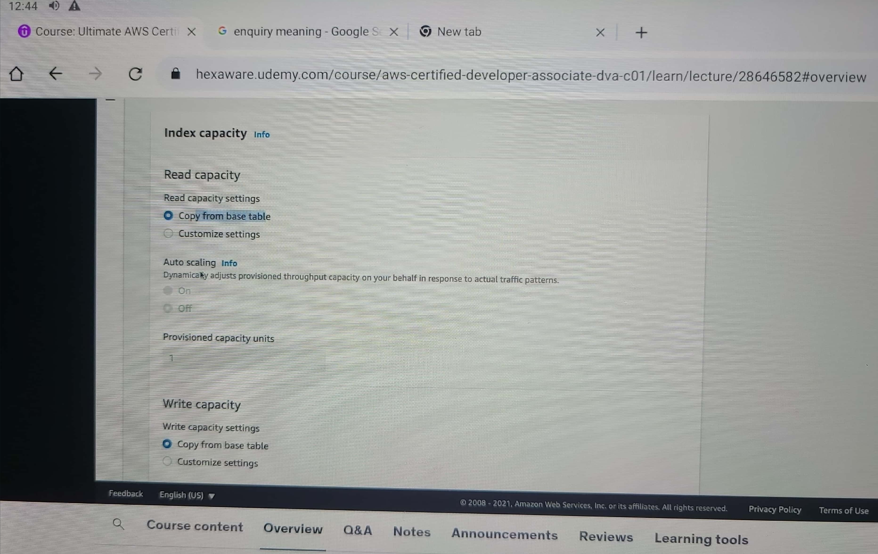 12:44
Course: Ultimate AWS Certi
enquiry meaning - Google S
New tab
hexaware.udemy.com/course/aws-certified-developer-associate-dva-c01/learn/lecture/28646582#overview
Index capacity Info
Read capacity
Read capacity settings
Copy from base table
Customize settings
Auto scaling Info
Dynamically adjusts provisioned throughput capacity on your behalf in response to actual traffic patterns.
On
Off
Provisioned capacity units
1
Write capacity
Write capacity settings
Copy from base table
Customize settings
Feedback English (US) © 2008 - 2021, Amazon Web Services, Inc. or its affiliates. All rights reserved. Privacy Policy Terms of Use
Course content Overview Q&A Notes Announcements Reviews Learning tools